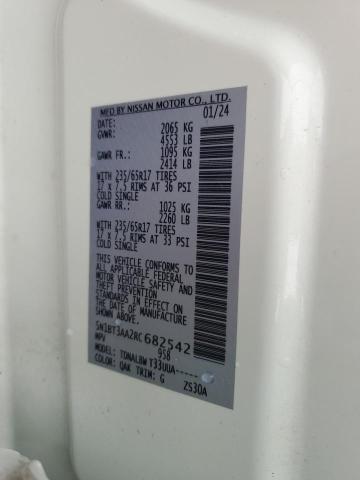 MFD BY NISSAN MOTOR CO., LTD.
DATE: 01/24
GVWR: 2065 KG
4553 LB
GAWR FR.: 1095 KG
2414 LB
WITH 235/65R17 TIRES
17 x 7.5 RIMS AT 36 PSI
COLD SINGLE
GAWR RR.: 1025 KG
2260 LB
WITH 235/65R17 TIRES
17 x 7.5 RIMS AT 33 PSI
COLD SINGLE
THIS VEHICLE CONFORMS TO
ALL APPLICABLE FEDERAL
MOTOR VEHICLE SAFETY AND
THEFT PREVENTION
STANDARDS IN EFFECT ON
THE DATE OF MANUFACTURE
SHOWN ABOVE.
5N1BT3AA2RC682542
MPV 958
MODEL: TDNALBW T33UUA-----
COLOR: QAK TRIM: G ZS30A